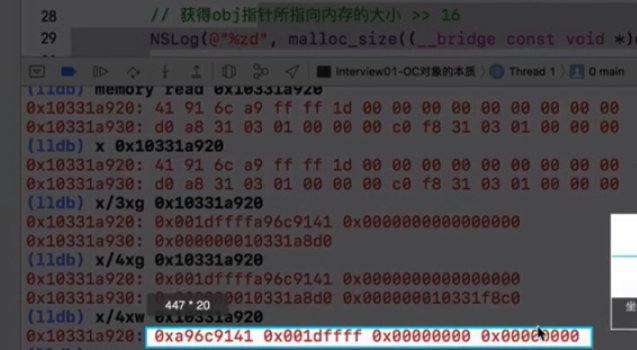 28
// 获得obj指针所指向内存的大小 >> 16
29
NSLog(@"%zd", malloc_size((__bridge const void *)
Interview01-OC对象的本质 Thread 1 0 main
(lldb) memory read 0x10331a920
0x10331a920: 41 91 6c a9 ff ff 1d 00 00 00 00 00 00 00 00 00
0x10331a930: d0 a8 31 03 01 00 00 00 c0 f8 31 03 01 00 00 00
(lldb) x 0x10331a920
0x10331a920: 41 91 6c a9 ff ff 1d 00 00 00 00 00 00 00 00 00
0x10331a930: d0 a8 31 03 01 00 00 00 c0 f8 31 03 01 00 00 00
(lldb) x/3xg 0x10331a920
0x10331a920: 0x001dffffa96c9141 0x0000000000000000
0x10331a930: 0x000000010331a8d0
(lldb) x/4xg 0x10331a920
0x10331a920: 0x001dffffa96c9141 0x0000000000000000
0x10331a930: 0x000000010331a8d0 0x000000010331f8c0
447 * 20
(lldb) x/4xw 0x10331a920
0x10331a920: 0xa96c9141 0x001dffff 0x00000000 0x00000000
坐